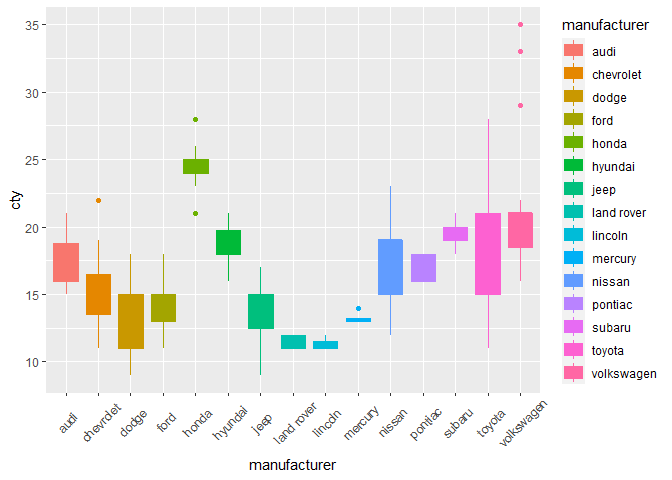 35
30
25
20
15
10
cty
audi
chevrolet
dodge
ford
honda
hyundai
jeep
land rover
lincoln
mercury
nissan
pontiac
subaru
toyota
volkswagen
manufacturer
manufacturer
audi
chevrolet
dodge
ford
honda
hyundai
jeep
land rover
lincoln
mercury
nissan
pontiac
subaru
toyota
volkswagen